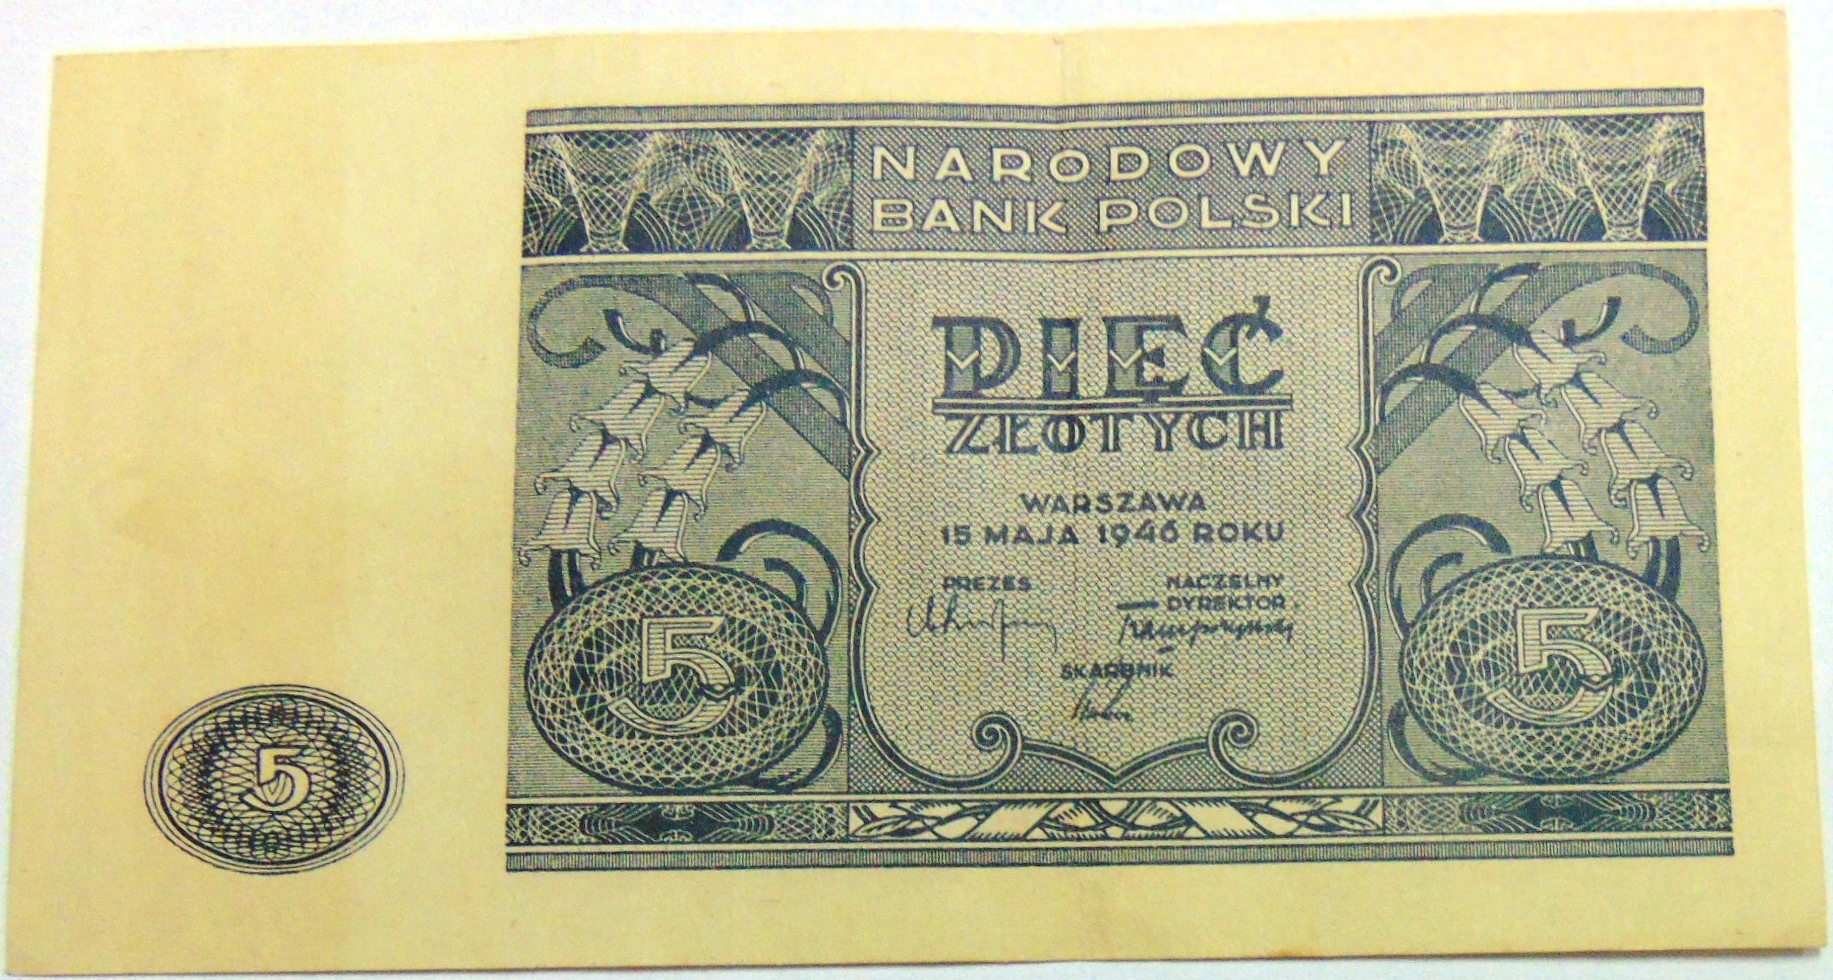 NARODOWY
BANK POLSKI
PIĘĆ
ZŁOTYCH
WARSZAWA
15 MAJA 1946 ROKU
PREZES
NACZELNY
DYREKTOR
SKARBNIK
5
5
5